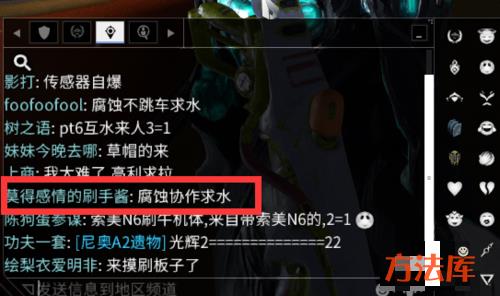 影打: 传感器自爆
foofoofool: 腐蚀不跳车求水
树之语: pt6互水来人3=1
妹妹今晚去哪: 草帽的来
上商: 我太难了 高利求拉
莫得感情的刷手酱: 腐蚀协作求水
陈狗蛋参谋: 索美N6刷牛机体,来自带索美N6的,2=1
功夫一套: [尼奥A2遗物] 光辉2==============22
绘梨衣爱明非: 来摸刷板子了
发送信息到地区频道
方法库